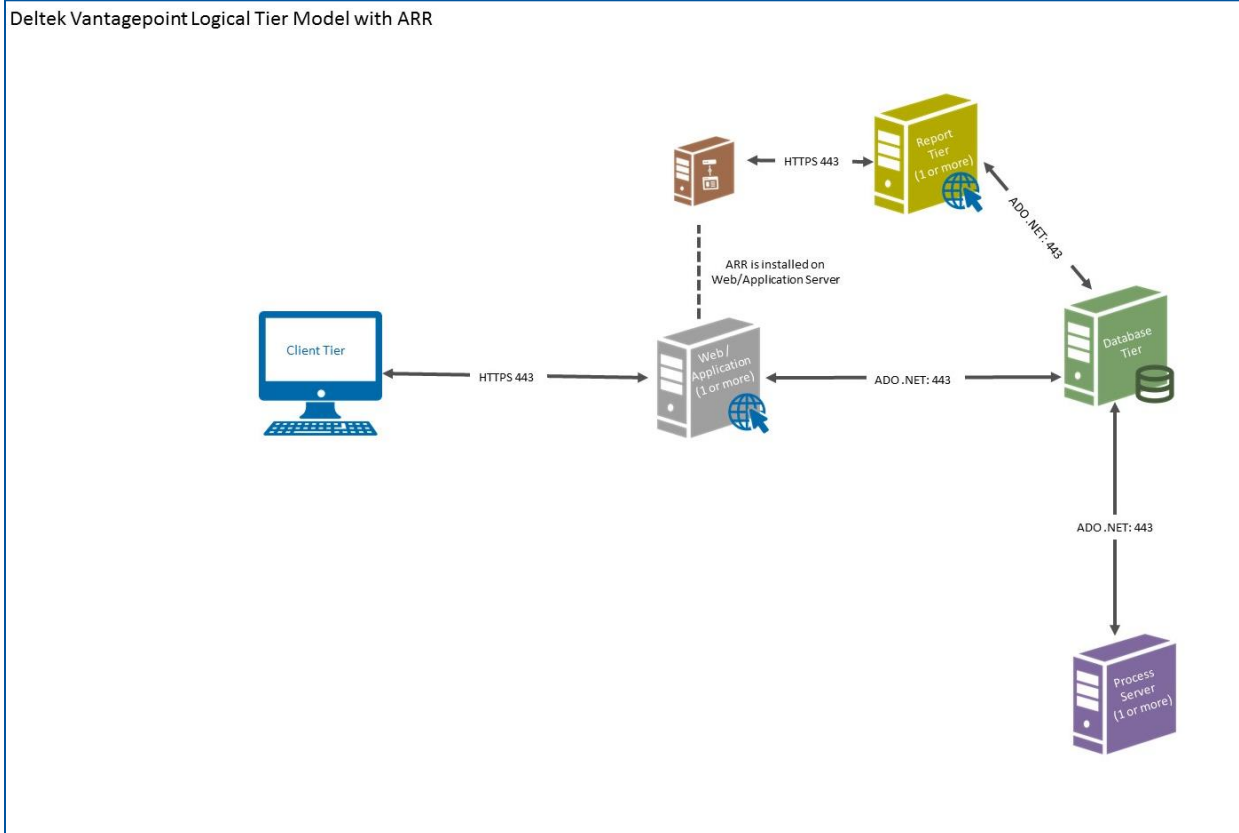 Deltek Vantagepoint Logical Tier Model with ARR
Report
Tier
(1 or more)
HTTPS 443
ADO .NET: 443
ARR is installed on
Web/Application Server
Client Tier
HTTPS 443
Web /
Application
(1 or more)
ADO .NET: 443
Database
Tier
ADO .NET: 443
Process
Server
(1 or more)